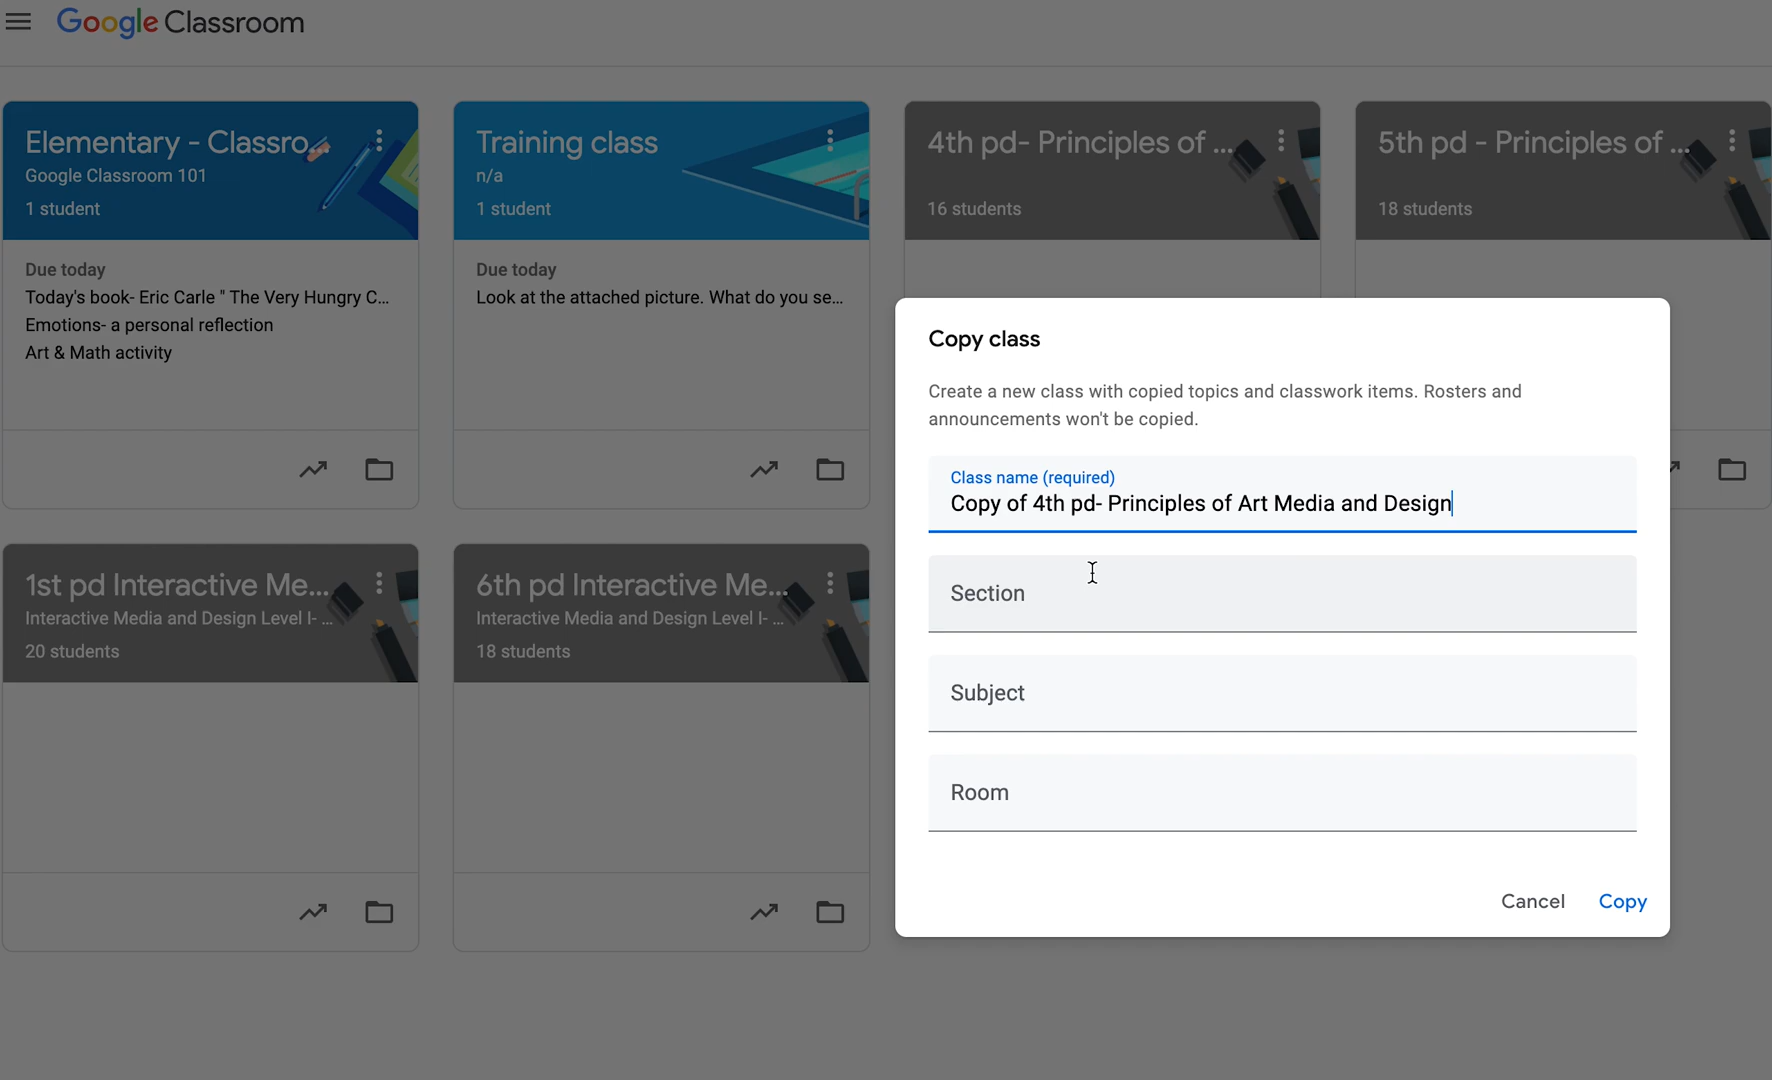 Google Classroom
Elementary - Classro...
Google Classroom 101
1 student
Due today
Today's book- Eric Carle " The Very Hungry C...
Emotions- a personal reflection
Art & Math activity
Training class
n/a
1 student
Due today
Look at the attached picture. What do you se...
4th pd- Principles of ...
16 students
5th pd - Principles of ...
18 students
1st pd Interactive Me...
Interactive Media and Design Level I- ...
20 students
6th pd Interactive Me...
Interactive Media and Design Level I- ...
18 students
Copy class
Create a new class with copied topics and classwork items. Rosters and
announcements won't be copied.
Class name (required)
Copy of 4th pd- Principles of Art Media and Design
Section
Subject
Room
Cancel
Copy